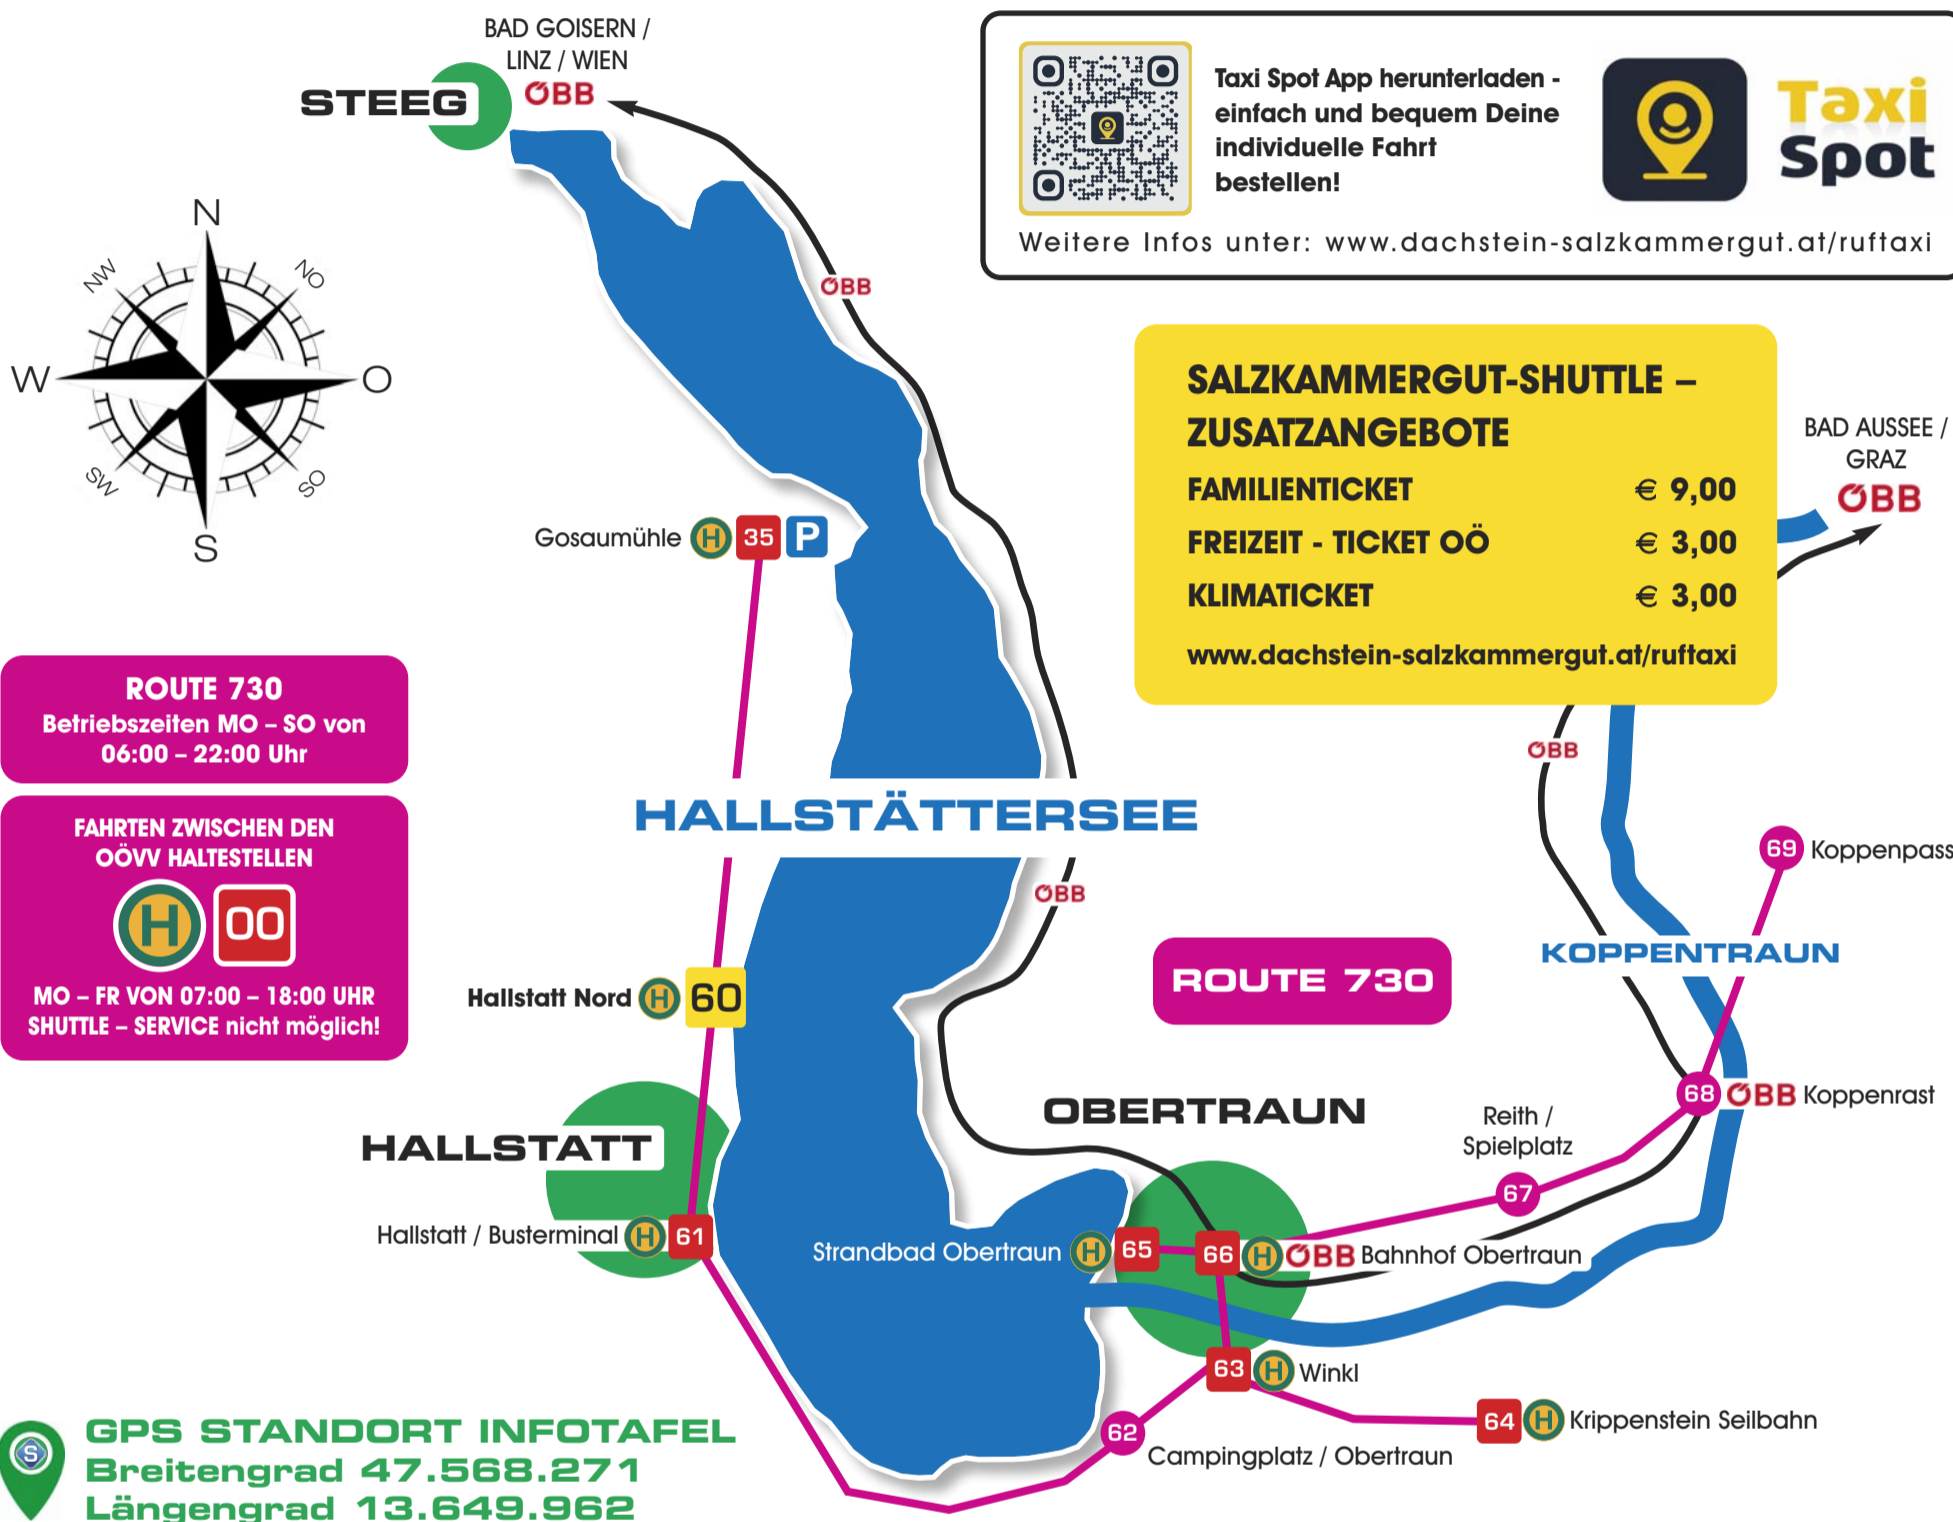 BAD GOISERN /
LINZ / WIEN
ÖBB
STEEG
Taxi Spot App herunterladen -
einfach und bequem Deine
individuelle Fahrt
bestellen!
Taxi
Spot
Weitere Infos unter: www.dachstein-salzkammergut.at/ruftaxi
N
NW
NO
W
O
SW
SO
S
ÖBB
SALZKAMMERGUT-SHUTTLE –
ZUSATZANGEBOTE
FAMILIENTICKET € 9,00
FREIZEIT - TICKET OÖ € 3,00
KLIMATICKET € 3,00
www.dachstein-salzkammergut.at/ruftaxi
BAD AUSSEE /
GRAZ
ÖBB
Gosaumühle H 35 P
ROUTE 730
Betriebszeiten MO – SO von
06:00 – 22:00 Uhr
FAHRTEN ZWISCHEN DEN
OÖVV HALTESTELLEN
H 00
MO – FR VON 07:00 – 18:00 UHR
SHUTTLE – SERVICE nicht möglich!
HALLSTÄTTERSEE
ÖBB
ÖBB
69 Koppenpass
KOPPENTRAUN
ROUTE 730
Hallstatt Nord H 60
HALLSTATT
OBERTRAUN
68 ÖBB Koppenrast
Reith /
Spielplatz
67
Hallstatt / Busterminal H 61
Strandbad Obertraun H 65
66 H ÖBB Bahnhof Obertraun
63 H Winkl
64 H Krippenstein Seilbahn
62
Campingplatz / Obertraun
S
GPS STANDORT INFOTAFEL
Breitengrad 47.568.271
Längengrad 13.649.962